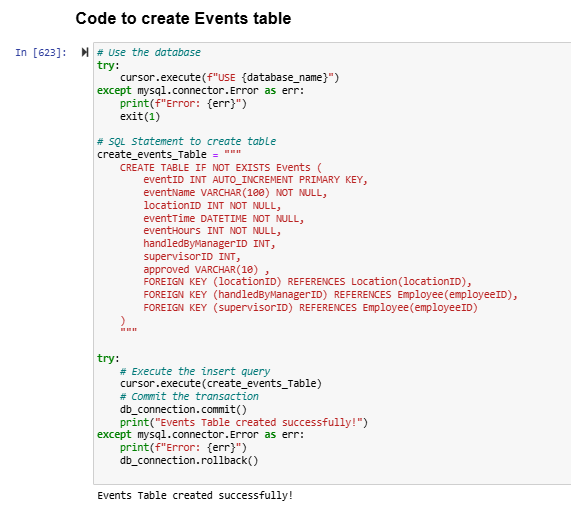 Code to create Events table
In [623]:
# Use the database
try:
    cursor.execute(f"USE {database_name}")
except mysql.connector.Error as err:
    print(f"Error: {err}")
    exit(1)
# SQL Statement to create table
create_events_Table = """
    CREATE TABLE IF NOT EXISTS Events (
        eventID INT AUTO_INCREMENT PRIMARY KEY,
        eventName VARCHAR(100) NOT NULL,
        locationID INT NOT NULL,
        eventTime DATETIME NOT NULL,
        eventHours INT NOT NULL,
        handledByManagerID INT,
        supervisorID INT,
        approved VARCHAR(10) ,
        FOREIGN KEY (locationID) REFERENCES Location(locationID),
        FOREIGN KEY (handledByManagerID) REFERENCES Employee(employeeID),
        FOREIGN KEY (supervisorID) REFERENCES Employee(employeeID)
    )
    """
try:
    # Execute the insert query
    cursor.execute(create_events_Table)
    # Commit the transaction
    db_connection.commit()
    print("Events Table created successfully!")
except mysql.connector.Error as err:
    print(f"Error: {err}")
    db_connection.rollback()
Events Table created successfully!